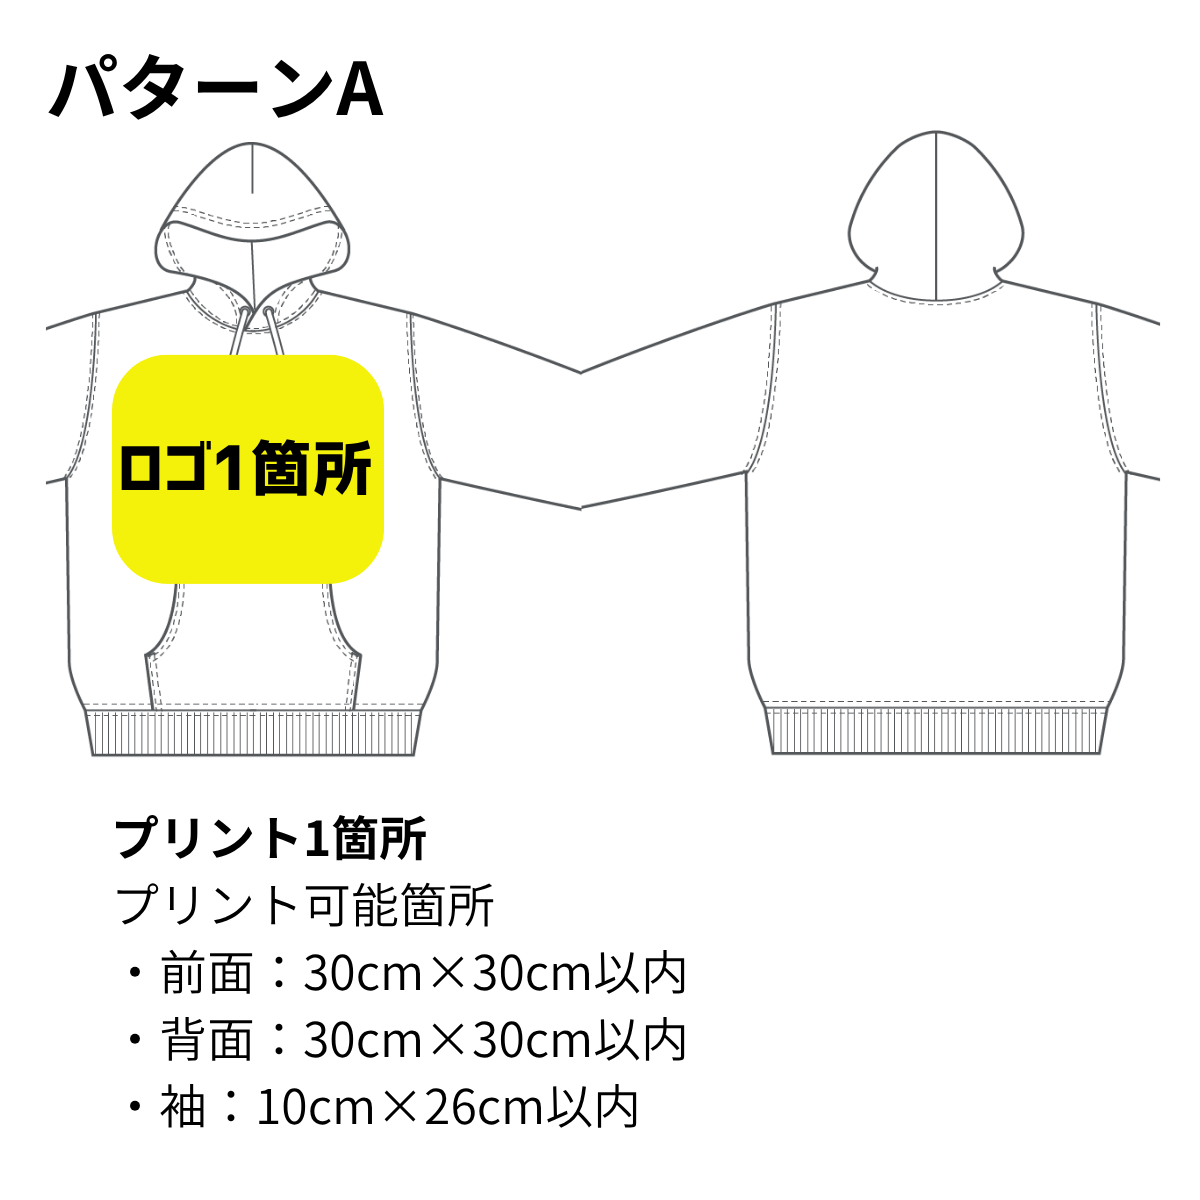 パターンA
ロゴ1箇所
プリント1箇所
プリント可能箇所
・前面：30cm×30cm以内
・背面：30cm×30cm以内
・袖：10cm×26cm以内